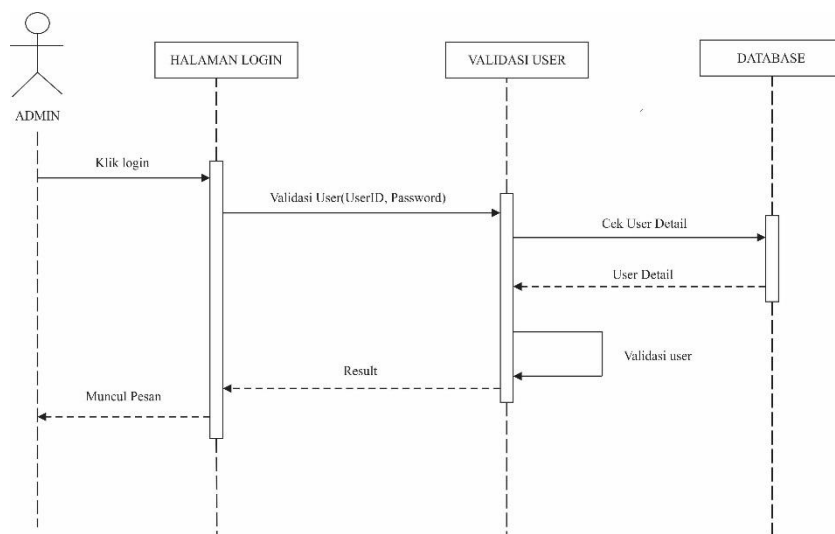 HALAMAN LOGIN
VALIDASI USER
DATABASE
ADMIN
Klik login
Validasi User(UserID, Password)
Cek User Detail
User Detail
Validasi user
Result
Muncul Pesan